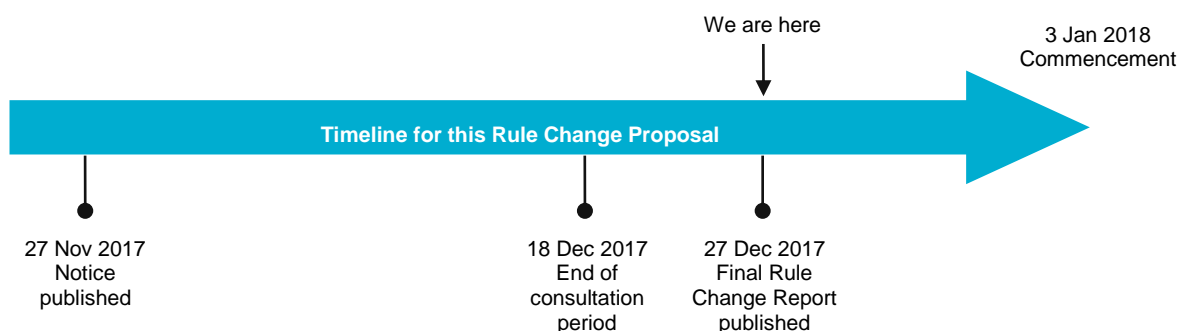 We are here
3 Jan 2018
Commencement
Timeline for this Rule Change Proposal
27 Nov 2017
Notice
published
18 Dec 2017
End of
consultation
period
27 Dec 2017
Final Rule
Change Report
published